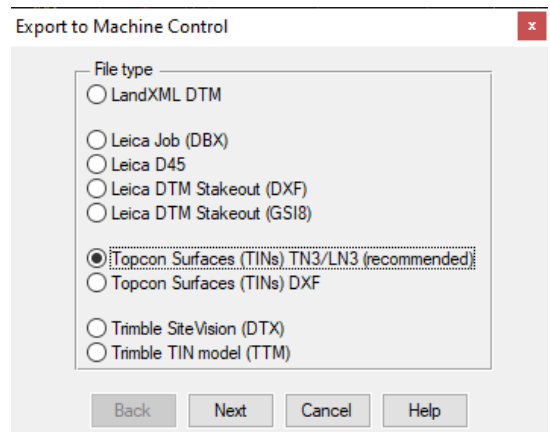 Export to Machine Control
x
File type
LandXML DTM
Leica Job (DBX)
Leica D45
Leica DTM Stakeout (DXF)
Leica DTM Stakeout (GSI8)
Topcon Surfaces (TINs) TN3/LN3 (recommended)
Topcon Surfaces (TINs) DXF
Trimble SiteVision (DTX)
Trimble TIN model (TTM)
Back Next Cancel Help